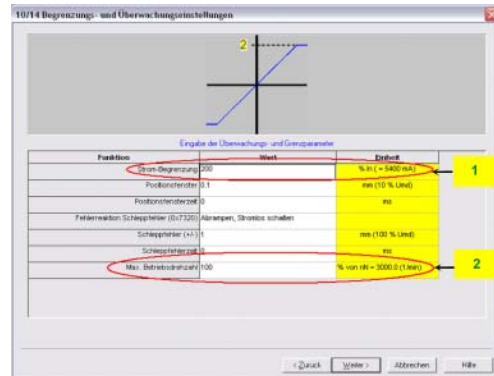 10/14 Begrenzungs- und Überwachungseinstellungen
2
Eingabe der Überwachungs- und Grenzparameter
Funktion Wert Einheit
Strom-Begrenzung 200 % In ( = 5400 mA)
1
Positionsfenster 0.1 mm (10 % Umd)
Positionsfensterzeit 0 ms
Fehlerreaktion Schleppfehler (0x7320) Abrampen, Stromlos schalten
Schleppfehler (+/-) 1 mm (100 % Umd)
Schleppfehlerzeit 0 ms
Max. Betriebsdrehzahl 100 % von nN = 3000.0 (1/min)
2
< Zurück Weiter > Abbrechen Hilfe